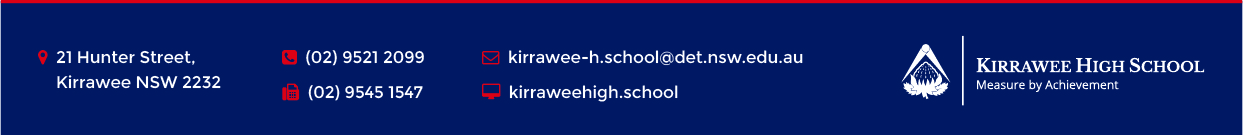 21 Hunter Street,
Kirrawee NSW 2232
(02) 9521 2099
(02) 9545 1547
kirrawee-h.school@det.nsw.edu.au
kirraweehigh.school
KIRRAWEE HIGH SCHOOL
Measure by Achievement